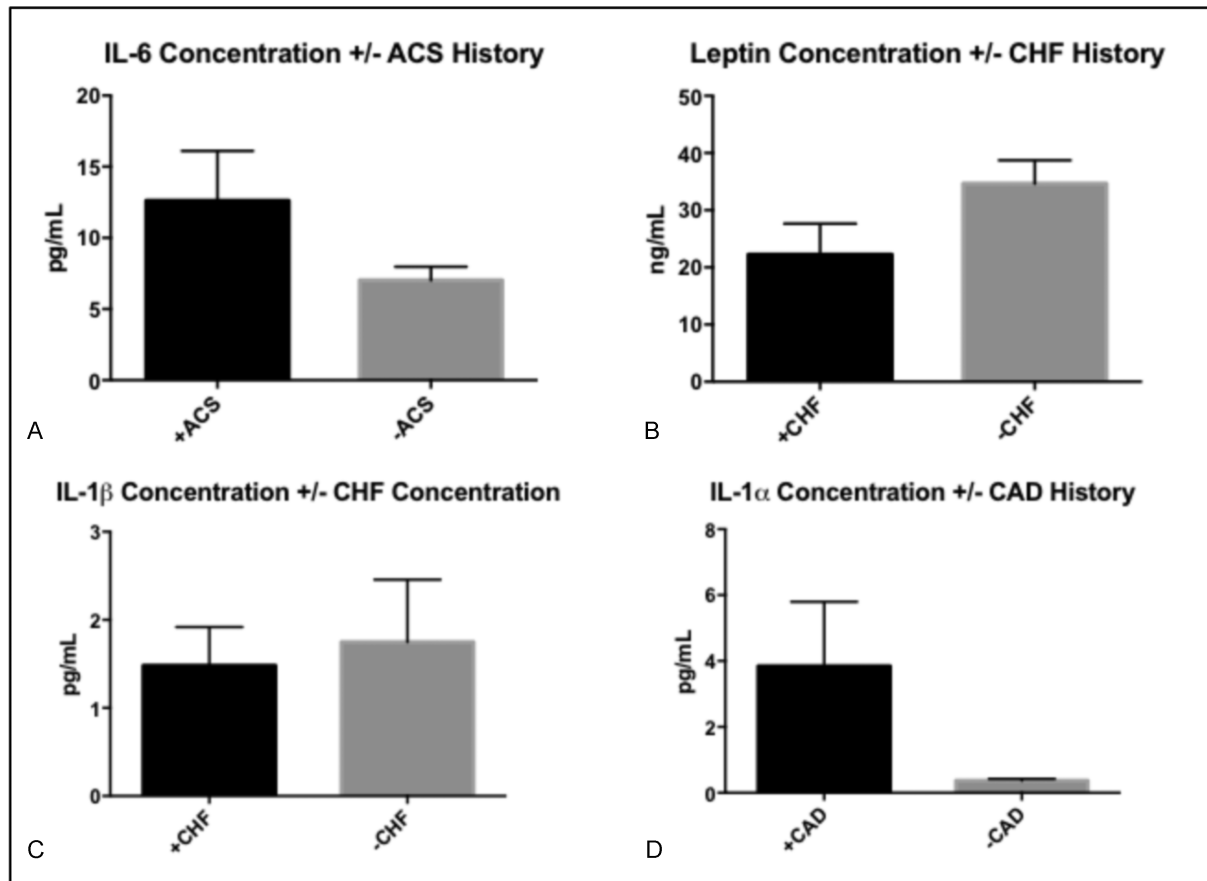 IL-6 Concentration +/- ACS History
20
15
10
5
0
pg/mL
+ACS
-ACS
A
Leptin Concentration +/- CHF History
50
40
30
20
10
0
ng/mL
+CHF
-CHF
B
IL-1β Concentration +/- CHF Concentration
3
2
1
0
pg/mL
+CHF
-CHF
C
IL-1α Concentration +/- CAD History
8
6
4
2
0
pg/mL
+CAD
-CAD
D